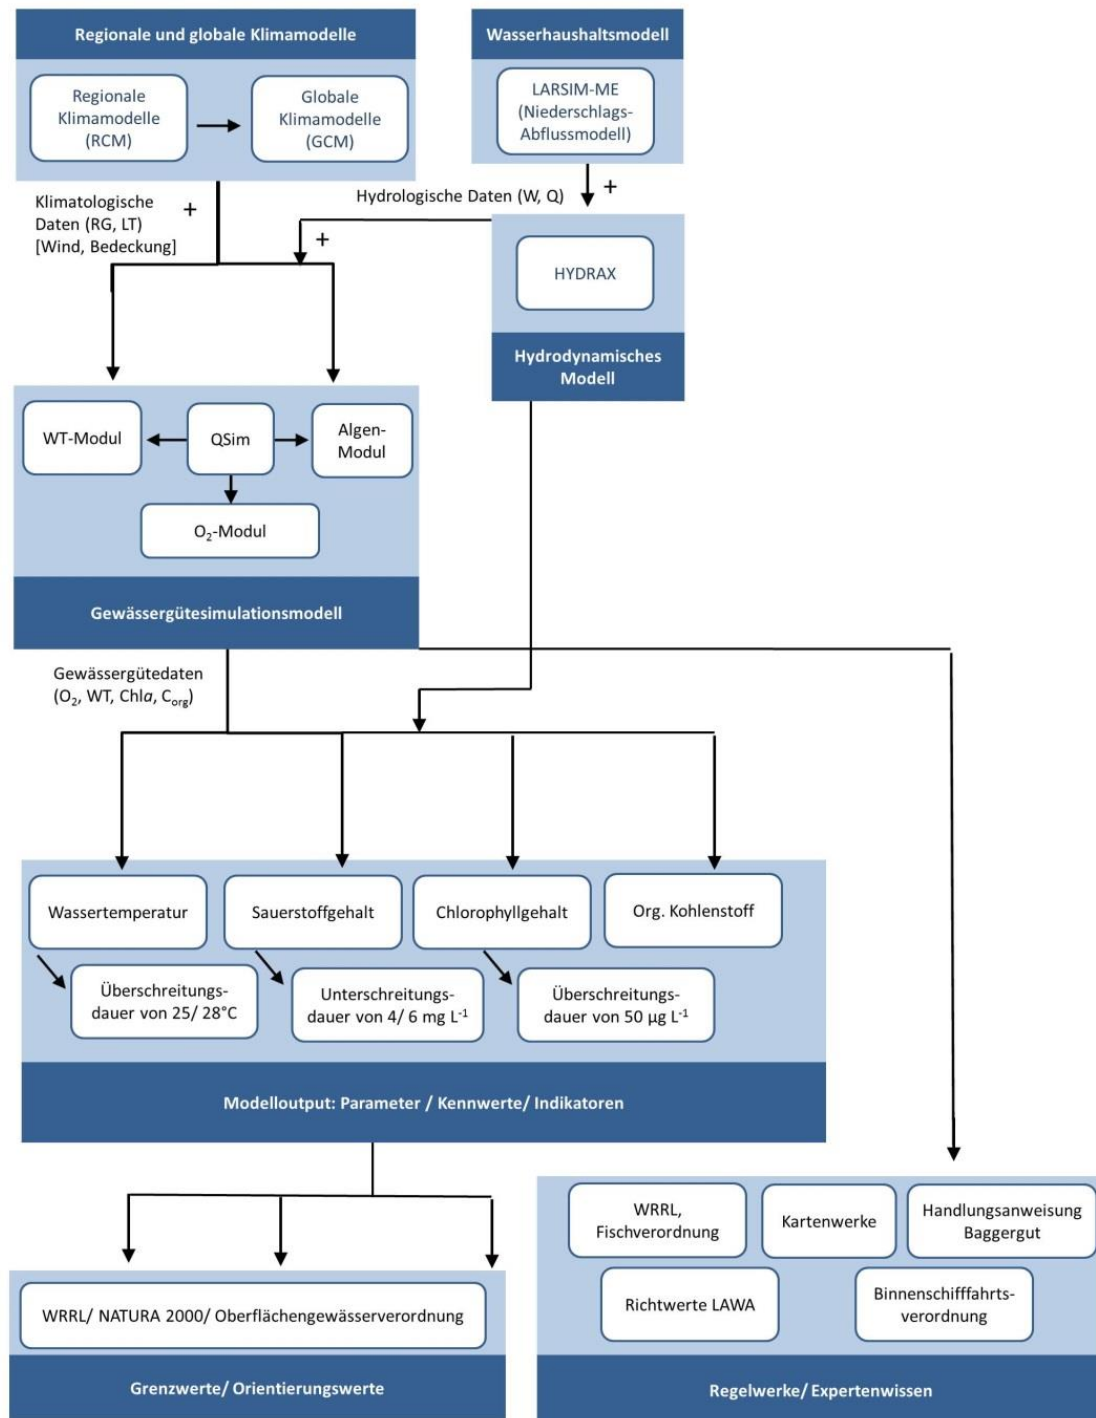 Regionale und globale Klimamodelle
Regionale
Klimamodelle
(RCM)
Globale
Klimamodelle
(GCM)
Wasserhaushaltsmodell
LARSIM-ME
(Niederschlags-
Abflussmodell)
Klimatologische
Daten (RG, LT)
[Wind, Bedeckung]
+
Hydrologische Daten (W, Q)
+
+
HYDRAX
Hydrodynamisches
Modell
WT-Modul
QSim
Algen-
Modul
O₂-Modul
Gewässergütesimulationsmodell
Gewässergütedaten
(O₂, WT, Chla, Corg)
Wassertemperatur
Sauerstoffgehalt
Chlorophyllgehalt
Org. Kohlenstoff
Überschreitungs-
dauer von 25/ 28°C
Unterschreitungs-
dauer von 4/ 6 mg L⁻¹
Überschreitungs-
dauer von 50 µg L⁻¹
Modelloutput: Parameter / Kennwerte/ Indikatoren
WRRL/ NATURA 2000/ Oberflächengewässerverordnung
Grenzwerte/ Orientierungswerte
WRRL,
Fischverordnung
Kartenwerke
Handlungsanweisung
Baggergut
Richtwerte LAWA
Binnenschifffahrts-
verordnung
Regelwerke/ Expertenwissen